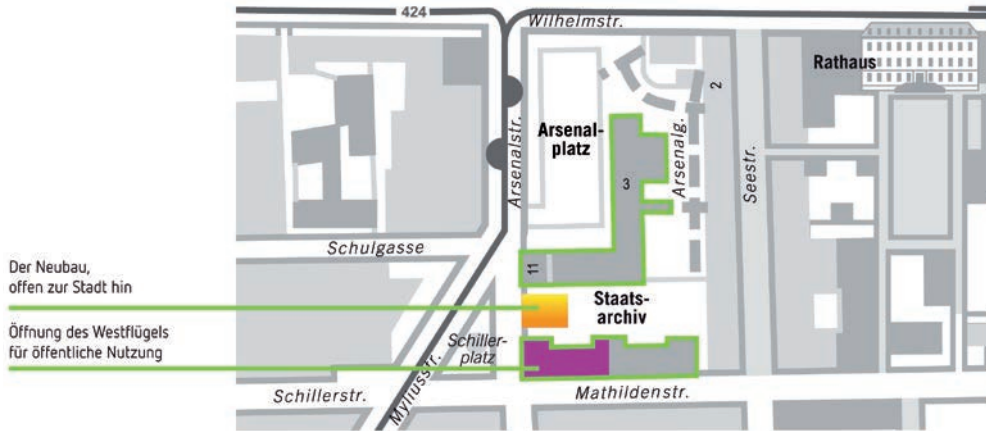 424
Wilhelmstr.
Rathaus
2
Arsenalstr.
Arsenal-
platz
Arsenalg.
Seestr.
3
Schulgasse
11
Der Neubau,
offen zur Stadt hin
Staats-
archiv
Öffnung des Westflügels
für öffentliche Nutzung
Schiller-
platz
Myliusstr.
Schillerstr.
Mathildenstr.